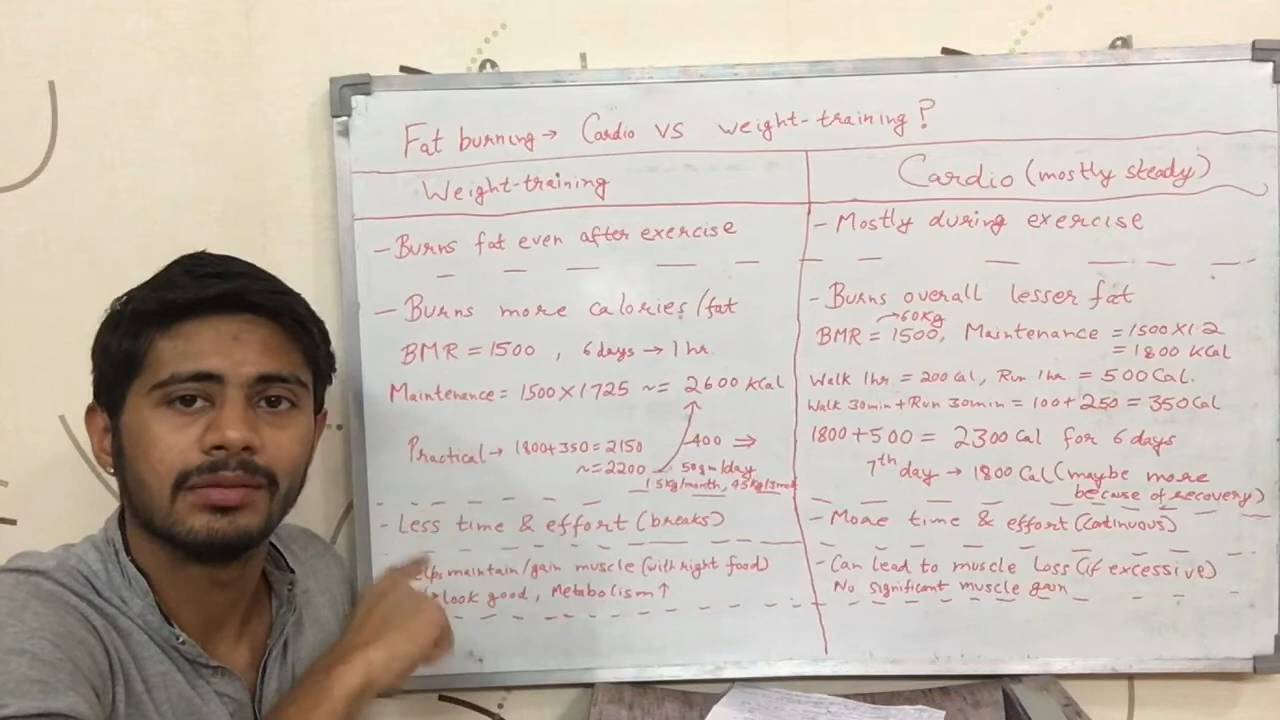 Fat burning → Cardio VS weight-training?
Weight-training
- Burns fat even after exercise
- Burns more calories/fat
BMR = 1500 , 6 days → 1 hr.
Maintenance = 1500 X 1.725 ~= 2600 KCal
Practical → 1800+350 = 2150
~= 2200
400 ⇒
50gm/day
1.5Kg/month, 4.5Kg/3mon
- Less time & effort (breaks)
maintain/gain muscle (with right food)
look good, Metabolism ↑
Cardio (mostly steady)
- Mostly during exercise
- Burns overall lesser fat
→ 60Kg
BMR = 1500, Maintenance = 1500 X 1.2
= 1800 KCal
Walk 1hr = 200 Cal, Run 1hr = 500 Cal.
Walk 30min + Run 30min = 100 + 250 = 350 Cal
1800 + 500 = 2300 Cal for 6 days
7th day → 1800 Cal (maybe more
because of recovery)
- More time & effort (Continuous)
- Can lead to muscle Loss (if excessive)
No significant muscle gain